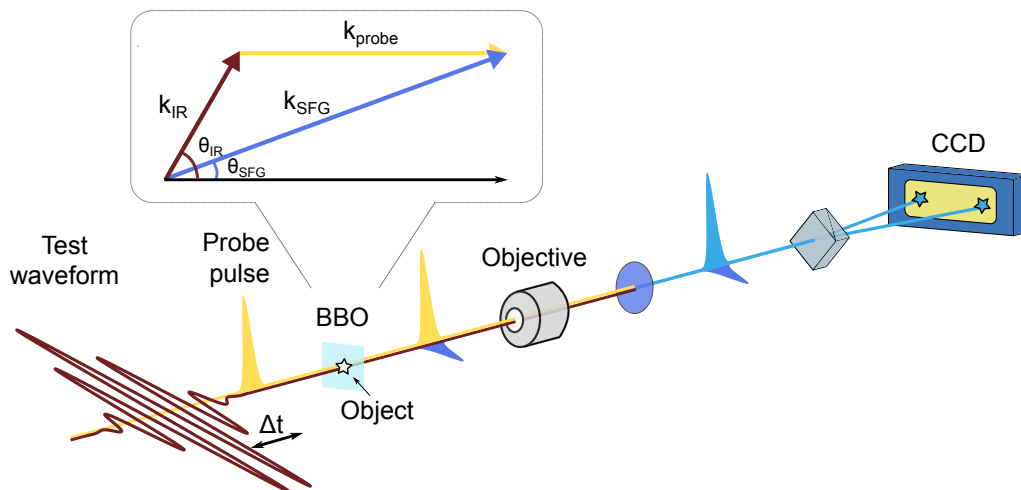 k_probe
k_IR
k_SFG
θ_IR
θ_SFG
CCD
Test
waveform
Probe
pulse
Objective
BBO
Object
Δt